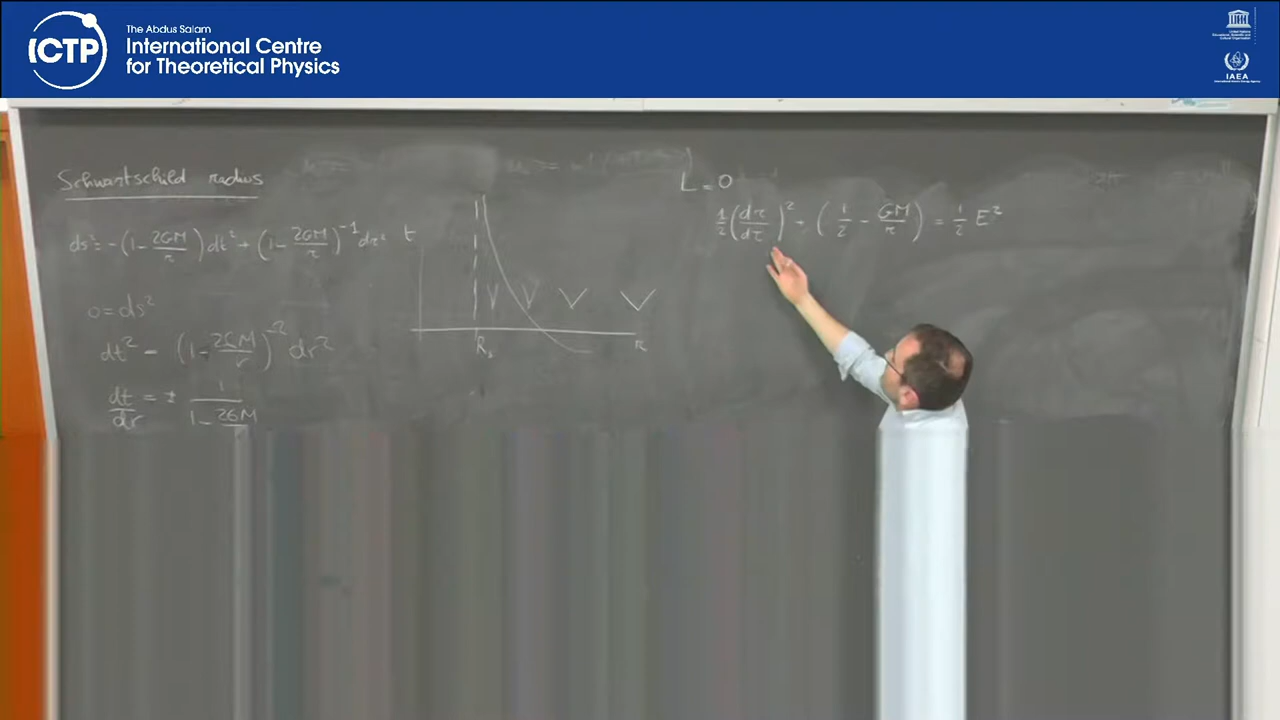 The Abdus Salam
International Centre
for Theoretical Physics
ICTP
IAEA
Schwartschild radius
ds² = -(1-2GM/r)dt² + (1-2GM/r)⁻¹dr²
0=ds²
dt² = (1-2GM/r)⁻² dr²
dt/dr = ± 1/(1-2GM
t
R_s
r
L=0
½(dr/dτ)² + (½ - GM/r) = ½ E²